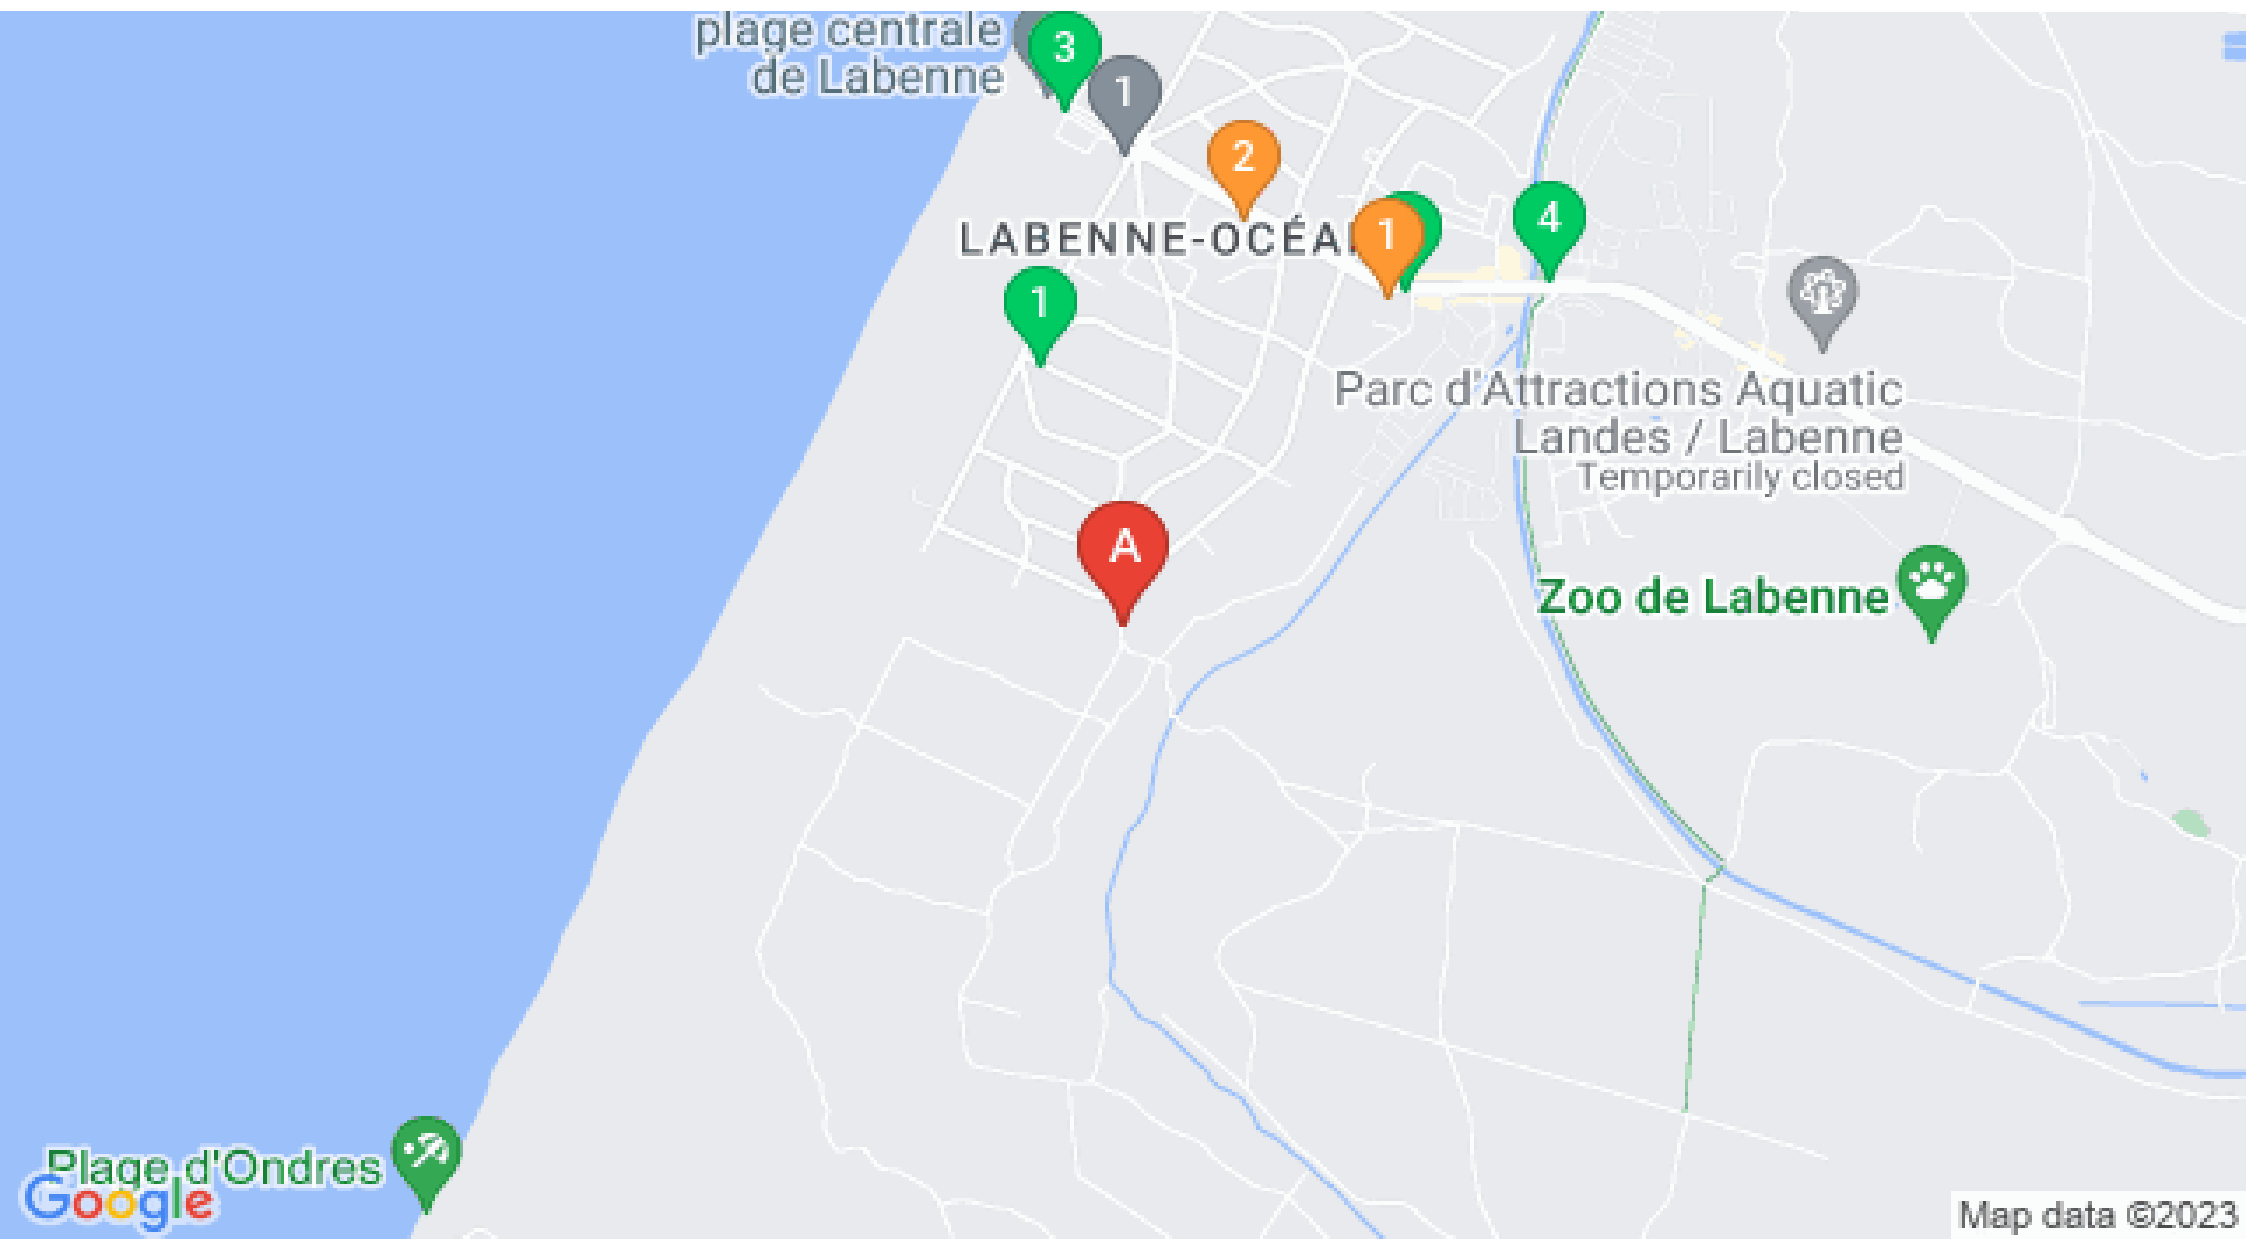 plage centrale
de Labenne
3
1
2
LABENNE-OCÉA
1
4
1
Parc d'Attractions Aquatic
Landes / Labenne
Temporarily closed
A
Zoo de Labenne
Plage d'Ondres
Google
Map data ©2023